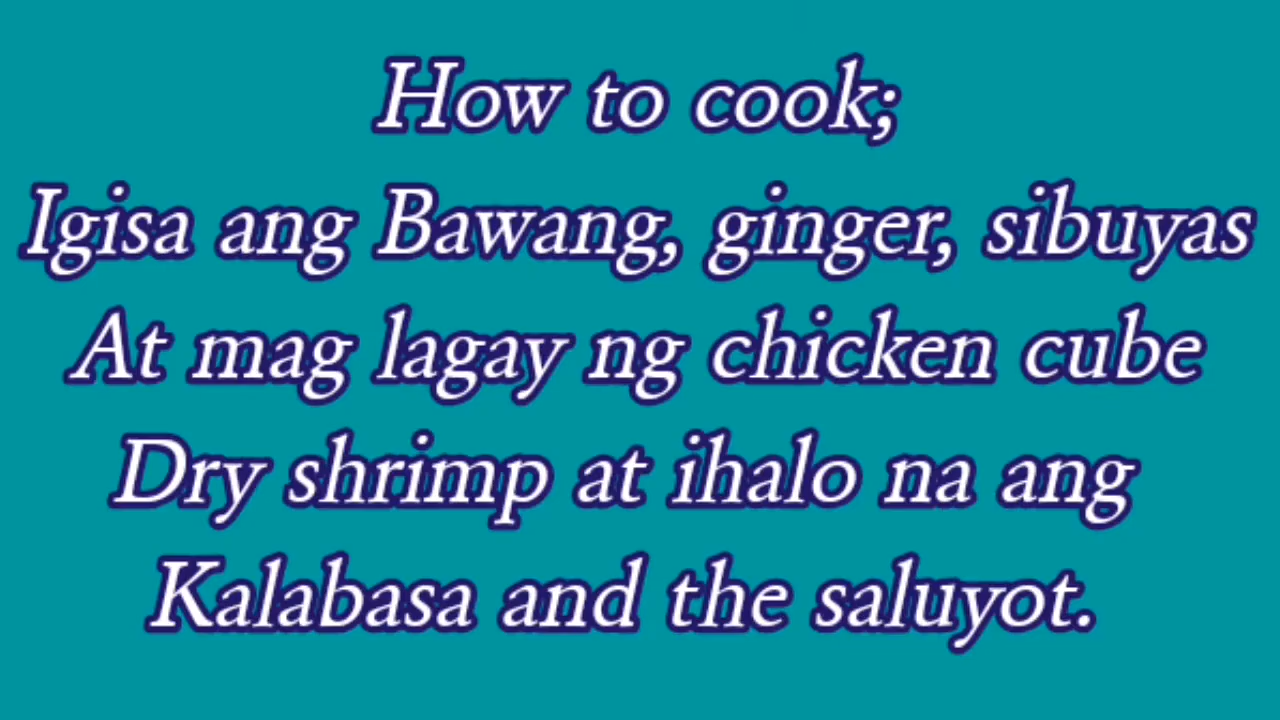 How to cook;
Igisa ang Bawang, ginger, sibuyas
At mag lagay ng chicken cube
Dry shrimp at ihalo na ang
Kalabasa and the saluyot.